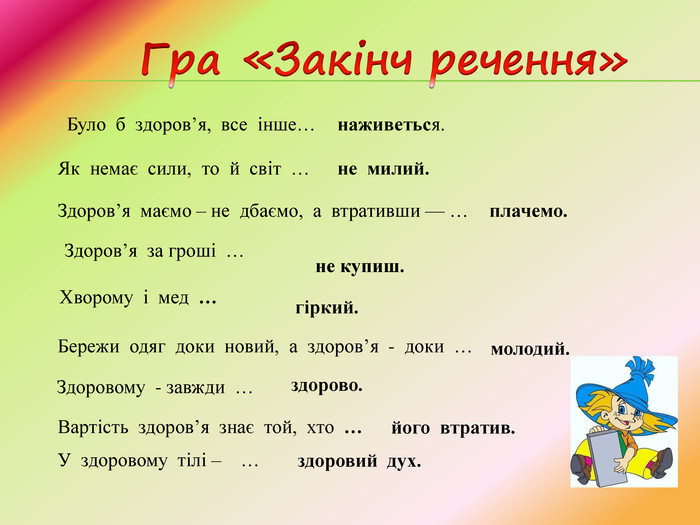 Гра «Закінч речення»
Було б здоров’я, все інше… наживеться.
Як немає сили, то й світ … не милий.
Здоров’я маємо – не дбаємо, а втративши — … плачемо.
Здоров’я за гроші … не купиш.
Хворому і мед … гіркий.
Бережи одяг доки новий, а здоров’я - доки … молодий.
Здоровому - завжди … здорово.
Вартість здоров’я знає той, хто … його втратив.
У здоровому тілі – … здоровий дух.